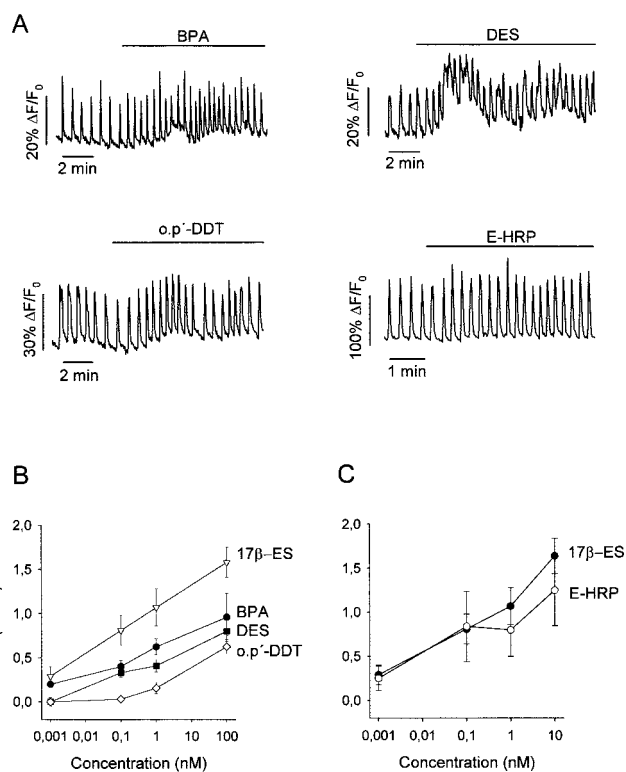 A
BPA
20% ΔF/F0
2 min
DES
20% ΔF/F0
2 min
o.p´-DDT
30% ΔF/F0
2 min
E-HRP
100% ΔF/F0
1 min
B
2,0
1,5
1,0
0,5
0,0
17β–ES
BPA
DES
o.p´-DDT
0,001 0,01 0,1 1 10 100
Concentration (nM)
C
2,0
1,5
1,0
0,5
0,0
17β–ES
E-HRP
0,001 0,01 0,1 1 10
Concentration (nM)